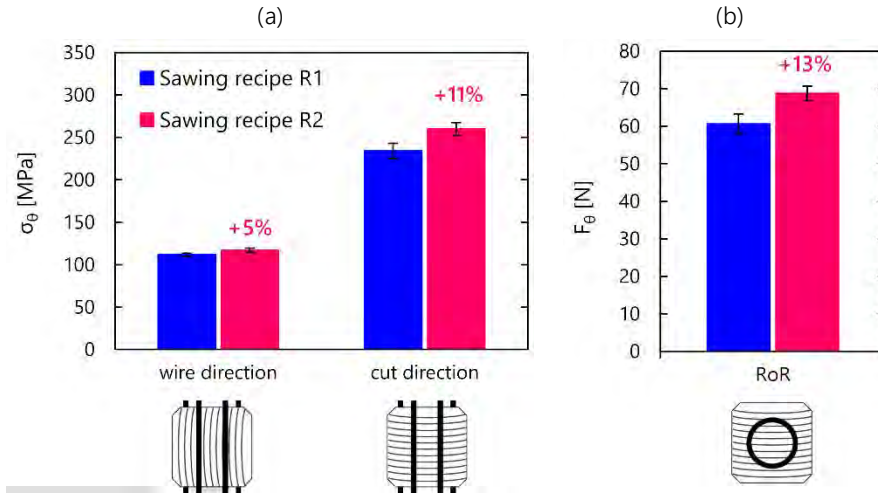 (a)
(b)
350
300
250
200
150
100
50
0
σθ [MPa]
Sawing recipe R1
Sawing recipe R2
+5%
+11%
wire direction
cut direction
80
70
60
50
40
30
20
10
0
Fθ [N]
+13%
RoR